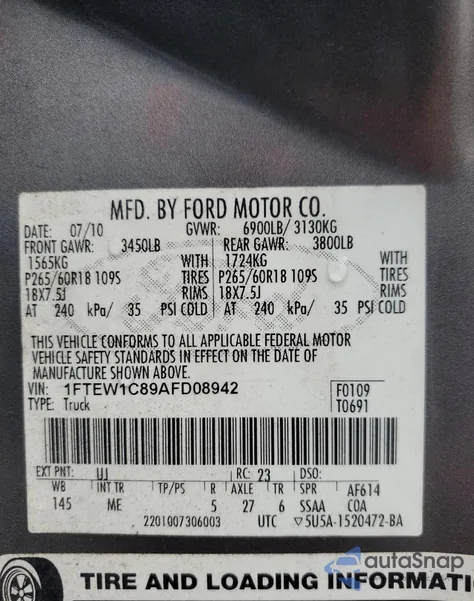 MFD. BY FORD MOTOR CO.
DATE: 07/10 GVWR: 6900LB/ 3130KG
FRONT GAWR: 3450LB REAR GAWR: 3800LB
1565KG WITH 1724KG WITH
P265/60R18 109S TIRES P265/60R18 109S TIRES
18X7.5J RIMS 18X7.5J RIMS
AT 240 kPa/ 35 PSI COLD AT 240 kPa/ 35 PSI COLD
THIS VEHICLE CONFORMS TO ALL APPLICABLE FEDERAL MOTOR
VEHICLE SAFETY STANDARDS IN EFFECT ON THE DATE OF
MANUFACTURE SHOWN ABOVE.
VIN: 1FTEW1C89AFD08942 F0109
TYPE: Truck T0691
EXT PNT: UJ RC: 23 DSO:
WB INT TR TP/PS R AXLE TR SPR AF614
145 ME 5 27 6 SSAA COA
2201007306003 UTC ▽5U5A-1520472-BA
autoSnap
TIRE AND LOADING INFORMATI